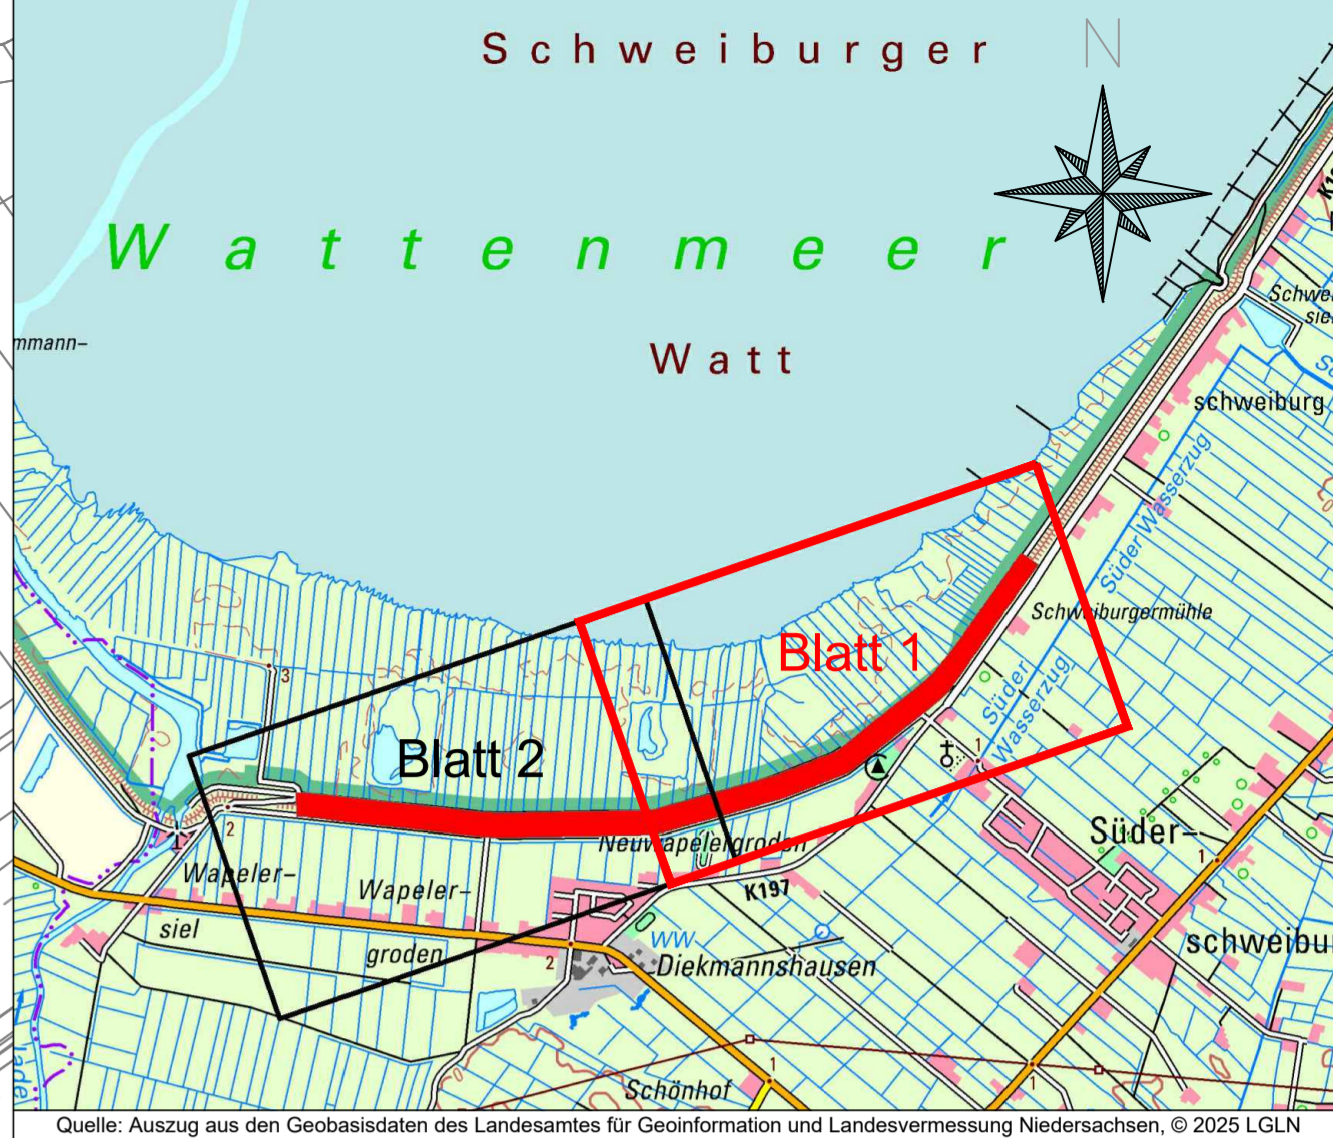 Schweiburger
N
Wattenmeer
mmann–
Watt
schweiburg
Süder Wasserzug
Schweiburgermühle
Blatt 1
3
Süder
Wasserzug
Blatt 2
1
2
Neuwapelergroden
Süder–
1
Wapeler–
Wapeler–
K197
siel
groden
WW
schweibu
2
Diekmannshausen
1
1
Schönhof
Quelle: Auszug aus den Geobasisdaten des Landesamtes für Geoinformation und Landesvermessung Niedersachsen, © 2025 LGLN